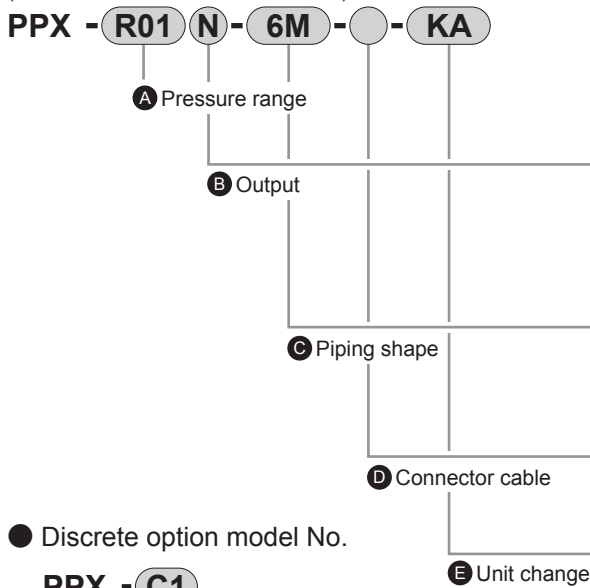 PPX - R01 N - 6M - - KA
A Pressure range
B Output
C Piping shape
D Connector cable
● Discrete option model No.
E Unit change
PPX - C1